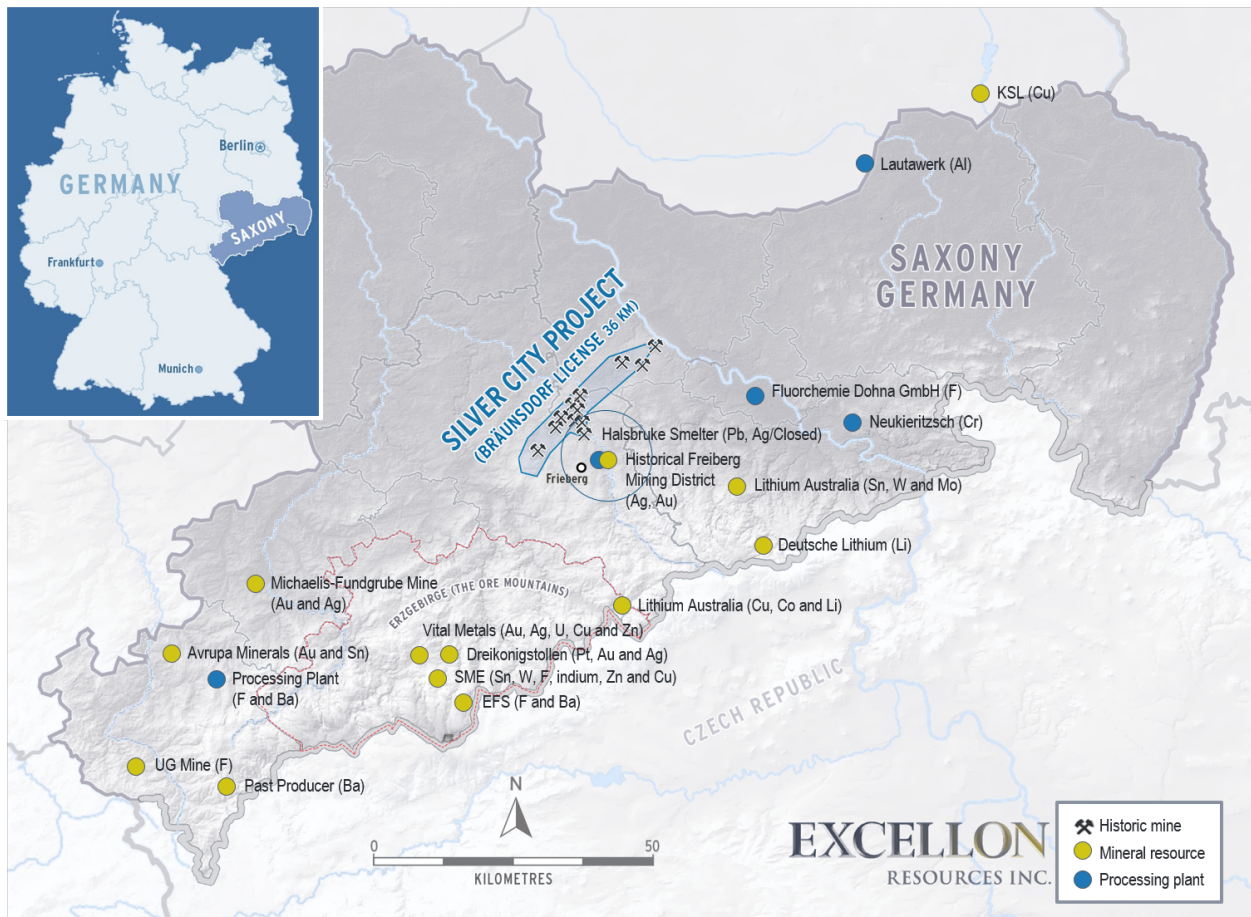 Berlin
GERMANY
SAXONY
Frankfurt
Munich
KSL (Cu)
Lautawerk (Al)
SAXONY
GERMANY
SILVER CITY PROJECT
(BRÄUNSDORF LICENSE 36 KM)
Fluorchemie Dohna GmbH (F)
Neukieritzsch (Cr)
Halsbruke Smelter (Pb, Ag/Closed)
Historical Freiberg
Mining District
(Ag, Au)
Frieberg
Lithium Australia (Sn, W and Mo)
Deutsche Lithium (Li)
Michaelis-Fundgrube Mine
(Au and Ag)
ERZGEBIRGE (THE ORE MOUNTAINS)
Lithium Australia (Cu, Co and Li)
Vital Metals (Au, Ag, U, Cu and Zn)
Avrupa Minerals (Au and Sn)
Dreikonigstollen (Pt, Au and Ag)
Processing Plant
(F and Ba)
SME (Sn, W, F, indium, Zn and Cu)
EFS (F and Ba)
CZECH REPUBLIC
UG Mine (F)
Past Producer (Ba)
N
0
50
KILOMETRES
EXCELLON
RESOURCES INC.
Historic mine
Mineral resource
Processing plant